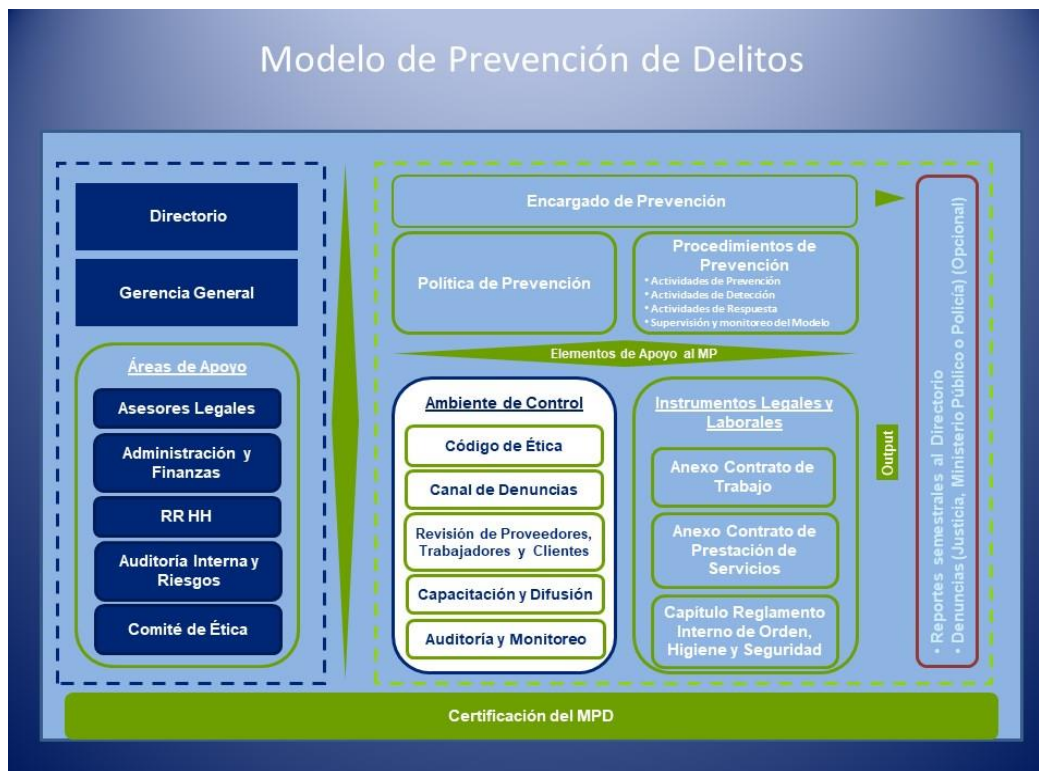 Modelo de Prevención de Delitos
Directorio
Gerencia General
Áreas de Apoyo
Asesores Legales
Administración y
Finanzas
RR HH
Auditoría Interna y
Riesgos
Comité de Ética
Encargado de Prevención
Política de Prevención
Procedimientos de
Prevención
• Actividades de Prevención
• Actividades de Detección
• Actividades de Respuesta
• Supervisión y monitoreo del Modelo
Elementos de Apoyo al MP
Ambiente de Control
Código de Ética
Canal de Denuncias
Revisión de Proveedores,
Trabajadores y Clientes
Capacitación y Difusión
Auditoría y Monitoreo
Instrumentos Legales y
Laborales
Anexo Contrato de
Trabajo
Anexo Contrato de
Prestación de
Servicios
Capítulo Reglamento
Interno de Orden,
Higiene y Seguridad
Output
• Reportes semestrales al Directorio
• Denuncias (Justicia, Ministerio Público o Policía) (Opcional)
Certificación del MPD